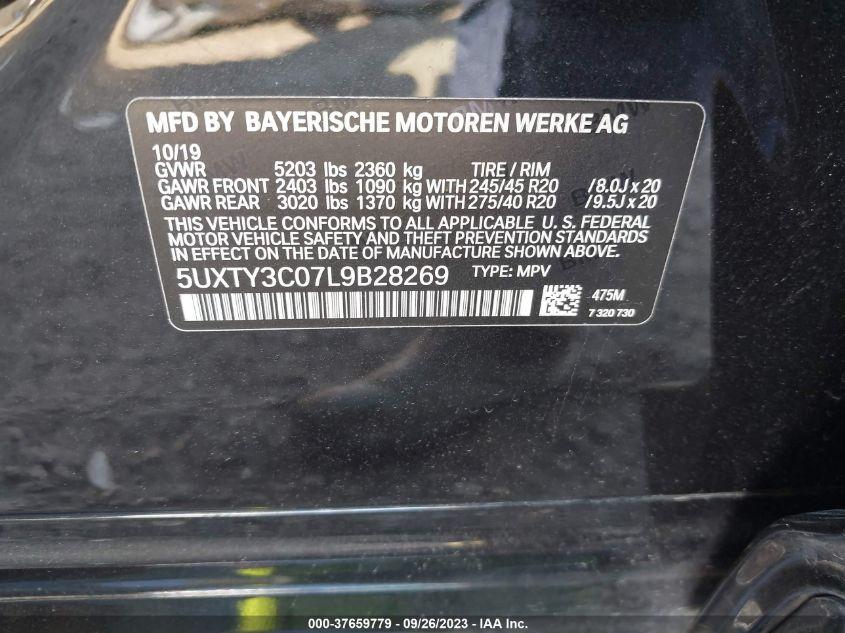 MFD BY BAYERISCHE MOTOREN WERKE AG
10/19
GVWR 5203 lbs 2360 kg TIRE / RIM
GAWR FRONT 2403 lbs 1090 kg WITH 245/45 R20 /8.0J x 20
GAWR REAR 3020 lbs 1370 kg WITH 275/40 R20 /9.5J x 20
THIS VEHICLE CONFORMS TO ALL APPLICABLE U. S. FEDERAL
MOTOR VEHICLE SAFETY AND THEFT PREVENTION STANDARDS
IN EFFECT ON THE DATE OF MANUFACTURE SHOWN ABOVE.
5UXTY3C07L9B28269 TYPE: MPV
475M
7 320 730
000-37659779 - 09/26/2023 - IAA Inc.